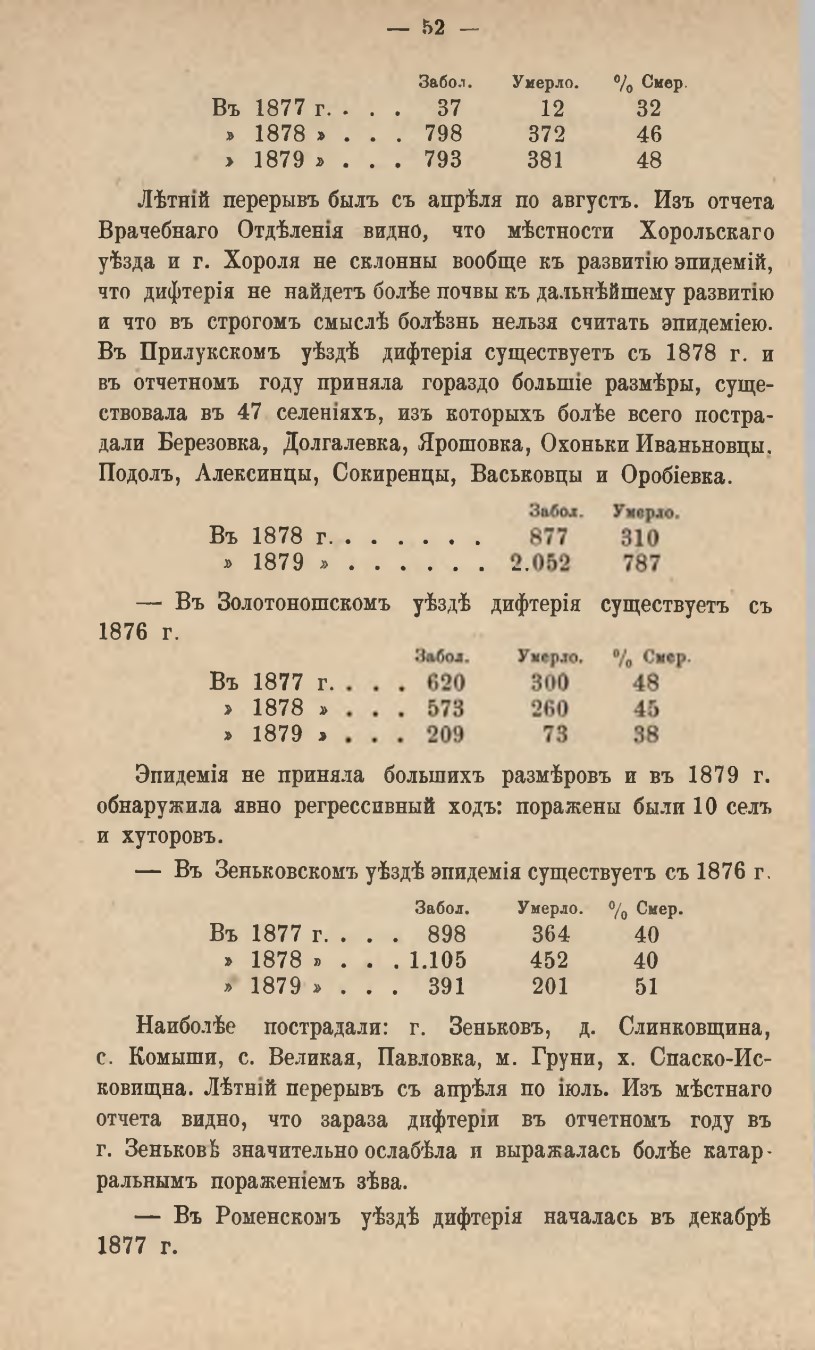 — 52 —
Забол. Умерло. % Смер.
Въ 1877 г. . . . 37 12 32
» 1878 » . . . 798 372 46
» 1879 » . . . 793 381 48
Лѣтній перерывъ былъ съ апрѣля по августъ. Изъ отчета
Врачебнаго Отдѣленія видно, что мѣстности Хорольскаго
уѣзда и г. Хороля не склонны вообще къ развитію эпидемій,
что дифтерія не найдетъ болѣе почвы къ дальнѣйшему развитію
и что въ строгомъ смыслѣ болѣзнь нельзя считать эпидеміею.
Въ Прилукскомъ уѣздѣ дифтерія существуетъ съ 1878 г. и
въ отчетномъ году приняла гораздо большіе размѣры, суще-
ствовала въ 47 селеніяхъ, изъ которыхъ болѣе всего постра-
дали Березовка, Долгалевка, Ярошовка, Охоньки Иваньновцы.
Подолъ, Алексинцы, Сокиренцы, Васьковцы и Оробіевка.
Забол. Умерло.
Въ 1878 г. . . . . . . 877 310
» 1879 » . . . . . . 2.052 787
— Въ Золотоношскомъ уѣздѣ дифтерія существуетъ съ
1876 г.
Забол. Умерло. % Смер.
Въ 1877 г. . . . 620 300 48
» 1878 » . . . 573 260 45
» 1879 » . . . 209 73 38
Эпидемія не приняла большихъ размѣровъ и въ 1879 г.
обнаружила явно регрессивный ходъ: поражены были 10 селъ
и хуторовъ.
— Въ Зеньковскомъ уѣздѣ эпидемія существуетъ съ 1876 г.
Забол. Умерло. % Смер.
Въ 1877 г. . . . 898 364 40
» 1878 » . . . 1.105 452 40
» 1879 » . . . 391 201 51
Наиболѣе пострадали: г. Зеньковъ, д. Слинковщина,
с. Комыши, с. Великая, Павловка, м. Груни, х. Спаско-Ис-
ковищна. Лѣтній перерывъ съ апрѣля по іюль. Изъ мѣстнаго
отчета видно, что зараза дифтеріи въ отчетномъ году въ
г. Зеньковѣ значительно ослабѣла и выражалась болѣе катар-
ральнымъ пораженіемъ зѣва.
— Въ Роменскомъ уѣздѣ дифтерія началась въ декабрѣ
1877 г.